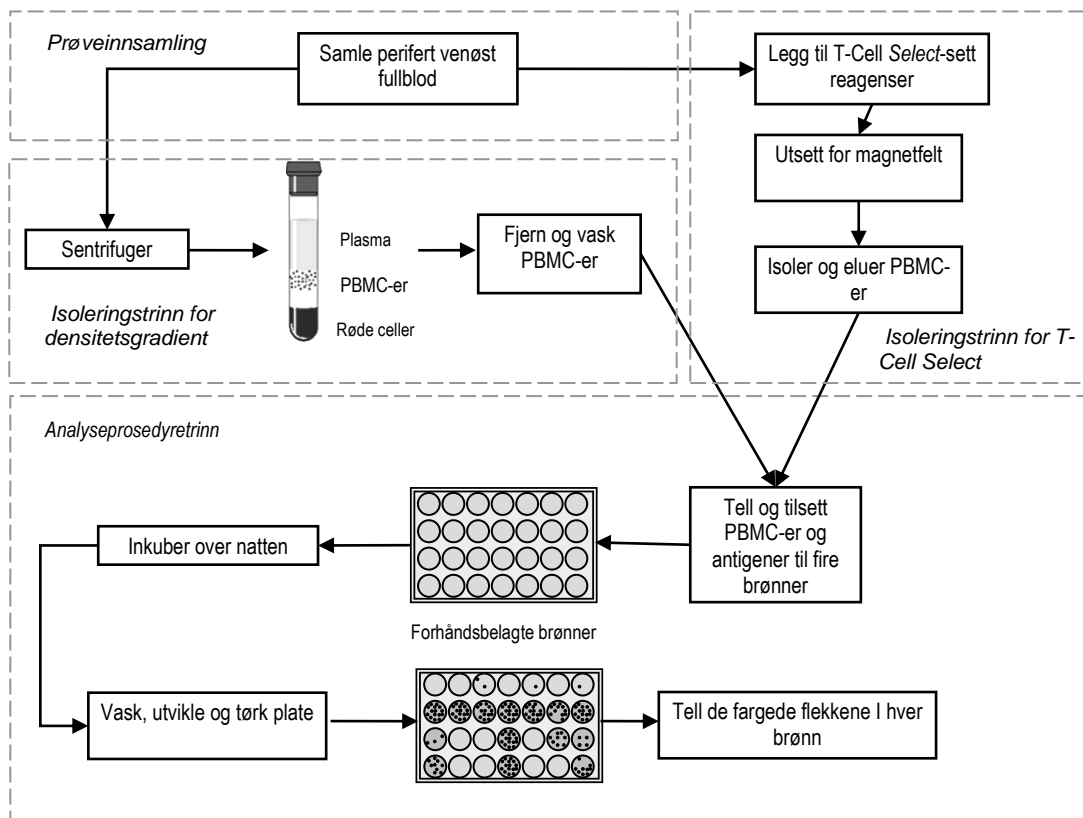 Prøveinnsamling
Samle perifert venøst
fullblod
Legg til T-Cell Select-sett
reagenser
Utsett for magnetfelt
Isoler og eluer PBMC-
er
Isoleringstrinn for T-
Cell Select
Sentrifuger
Plasma
PBMC-er
Røde celler
Fjern og vask
PBMC-er
Isoleringstrinn for
densitetsgradient
Analyseprosedyretrinn
Tell og tilsett
PBMC-er og
antigener til fire
brønner
Forhåndsbelagte brønner
Inkuber over natten
Vask, utvikle og tørk plate
Tell de fargede flekkene I hver
brønn